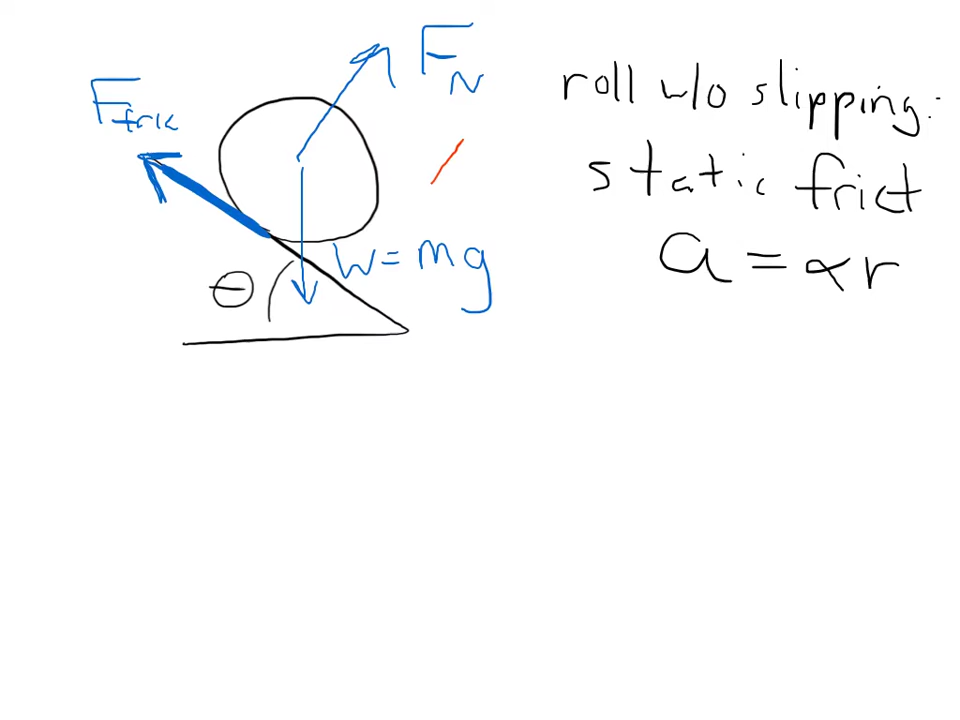 F_N
F_fric
W = mg
θ
roll w/o slipping:
static frict
a = αr